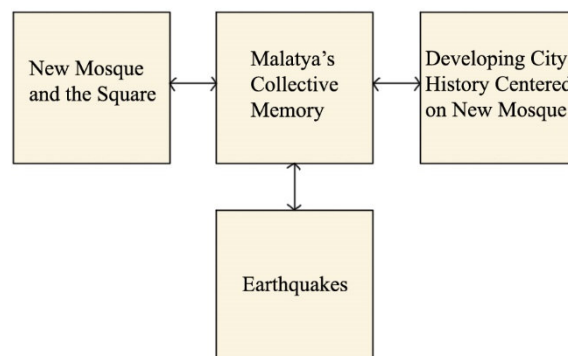 New Mosque
and the Square
Malatya's
Collective
Memory
Developing City
History Centered
on New Mosque
Earthquakes